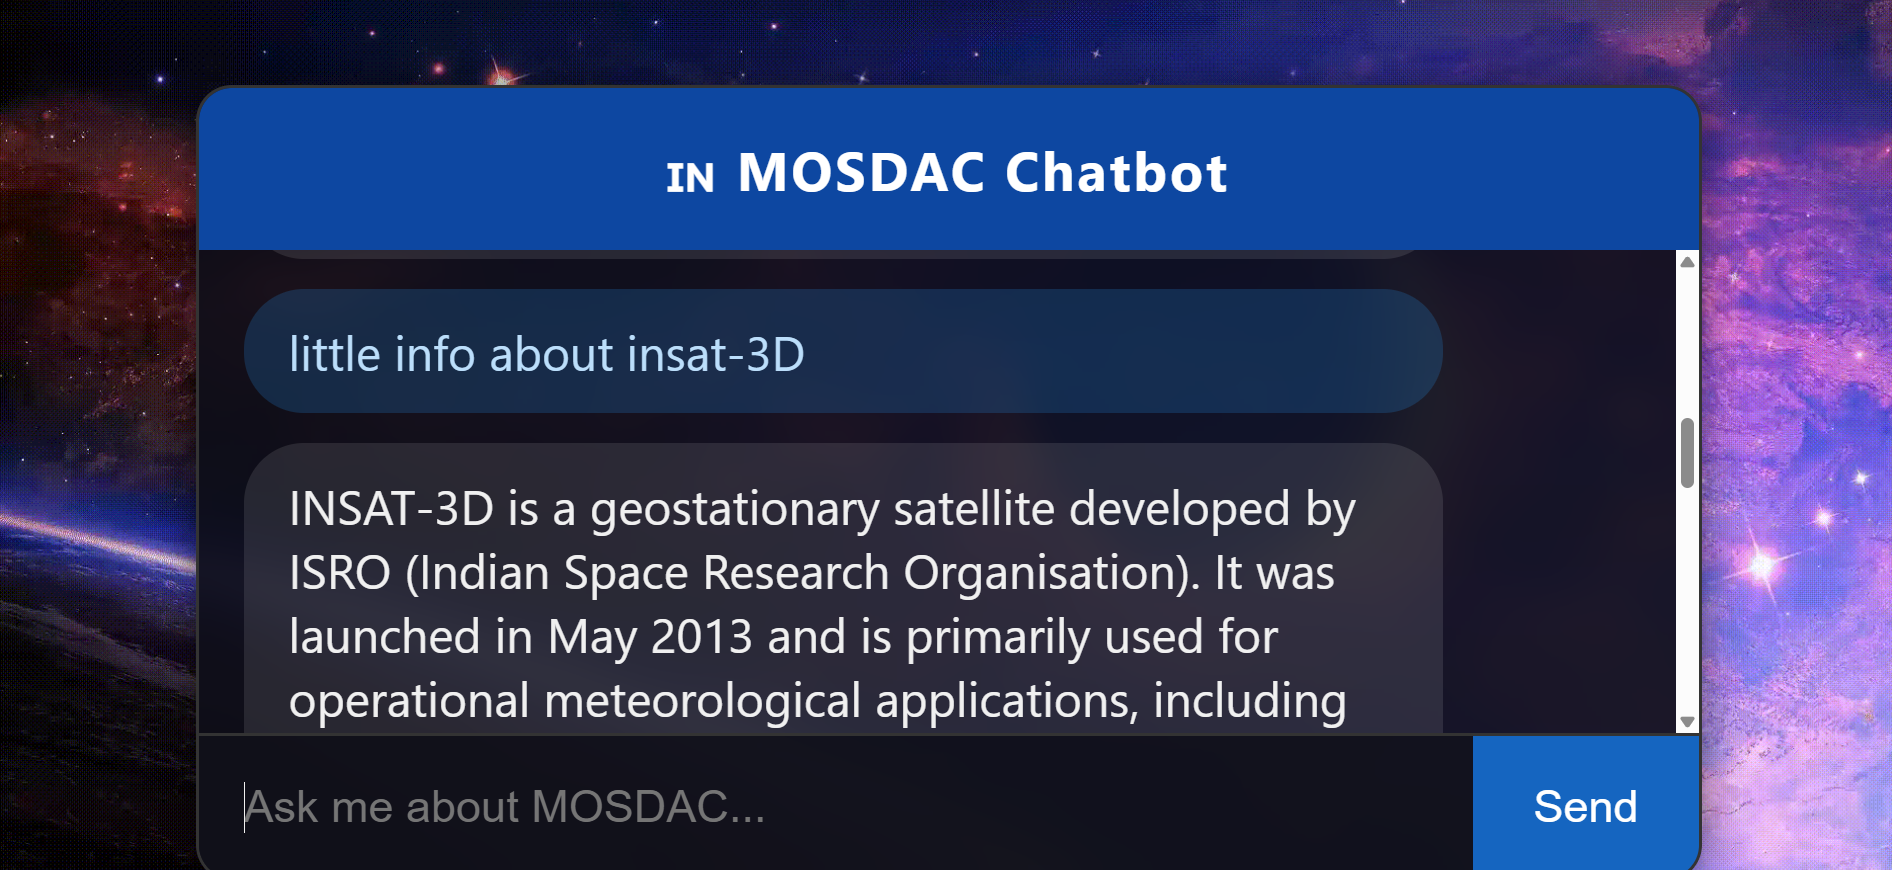 IN MOSDAC Chatbot
little info about insat-3D
INSAT-3D is a geostationary satellite developed by
ISRO (Indian Space Research Organisation). It was
launched in May 2013 and is primarily used for
operational meteorological applications, including
Ask me about MOSDAC...
Send